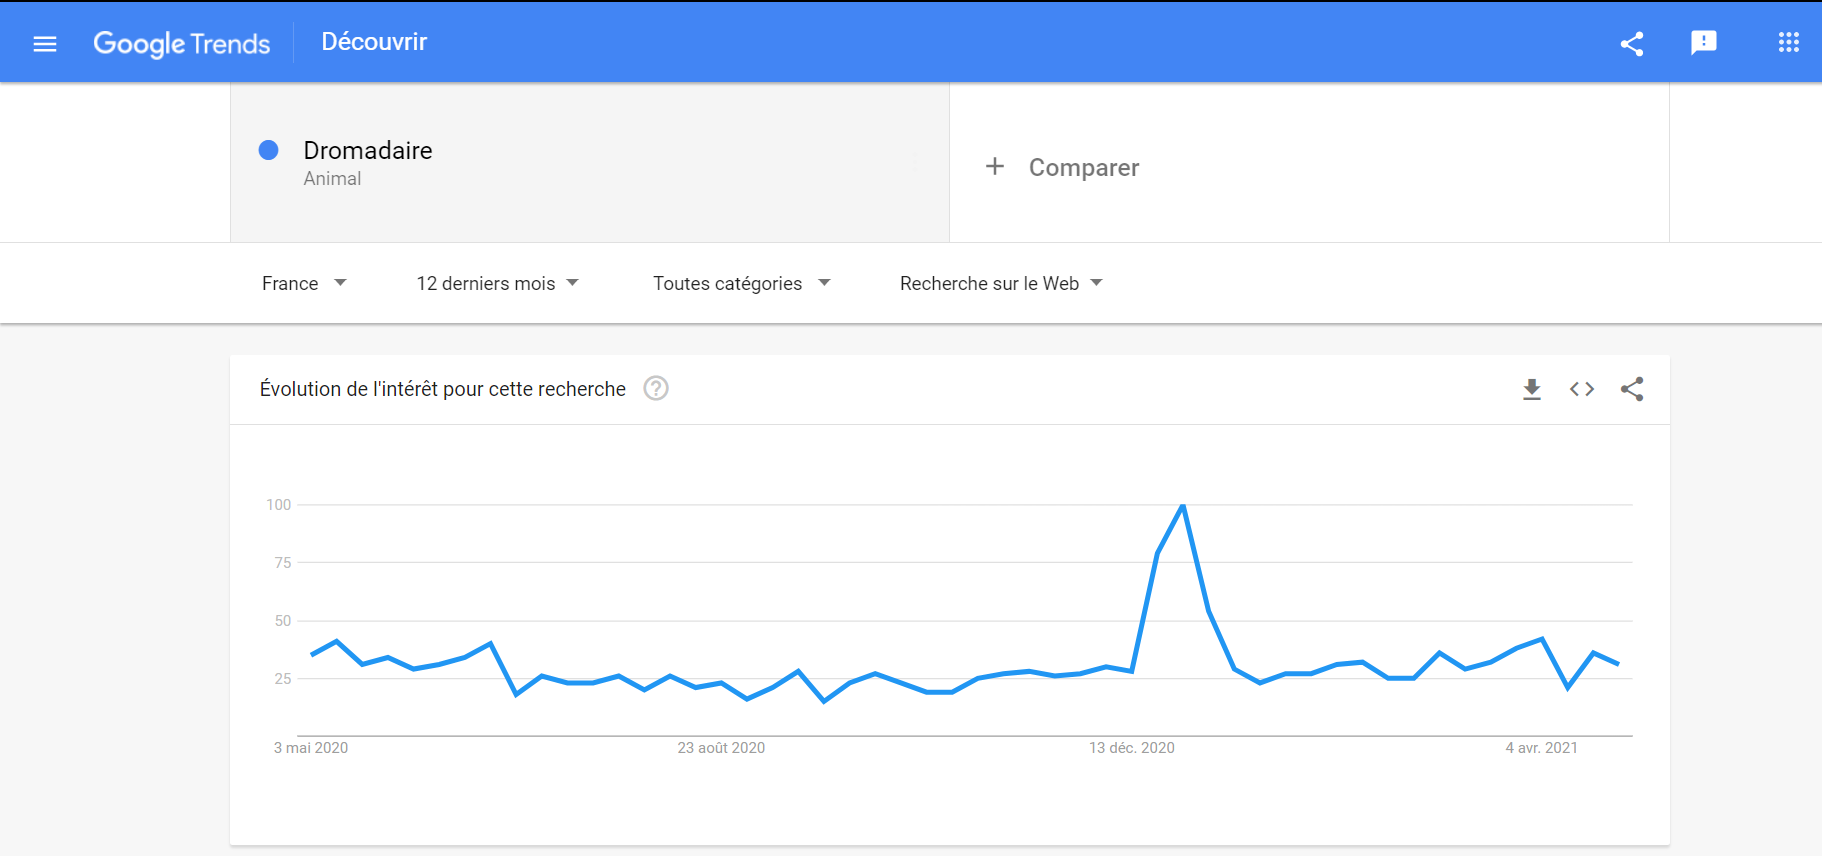 Google Trends
Découvrir
Dromadaire
Animal
+ Comparer
France
12 derniers mois
Toutes catégories
Recherche sur le Web
Évolution de l'intérêt pour cette recherche
100
75
50
25
3 mai 2020
23 août 2020
13 déc. 2020
4 avr. 2021